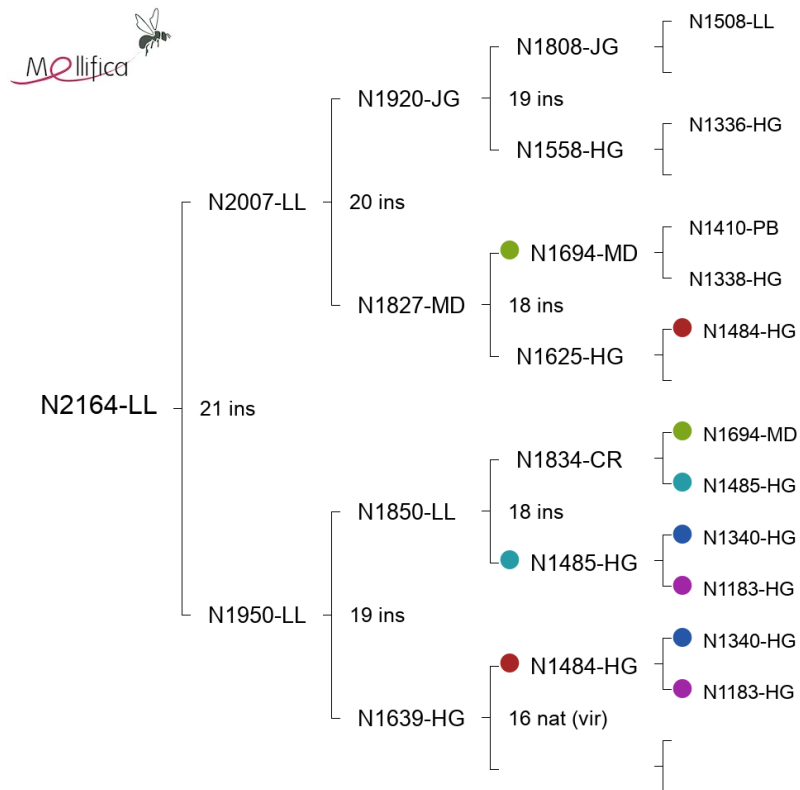 Mellifica
N1508-LL
N1808-JG
N1920-JG
19 ins
N1336-HG
N1558-HG
N2007-LL
20 ins
N1410-PB
N1694-MD
N1338-HG
N1827-MD
18 ins
N1484-HG
N1625-HG
N2164-LL
21 ins
N1694-MD
N1834-CR
N1485-HG
N1850-LL
18 ins
N1340-HG
N1485-HG
N1183-HG
N1950-LL
19 ins
N1340-HG
N1484-HG
N1183-HG
N1639-HG
16 nat (vir)